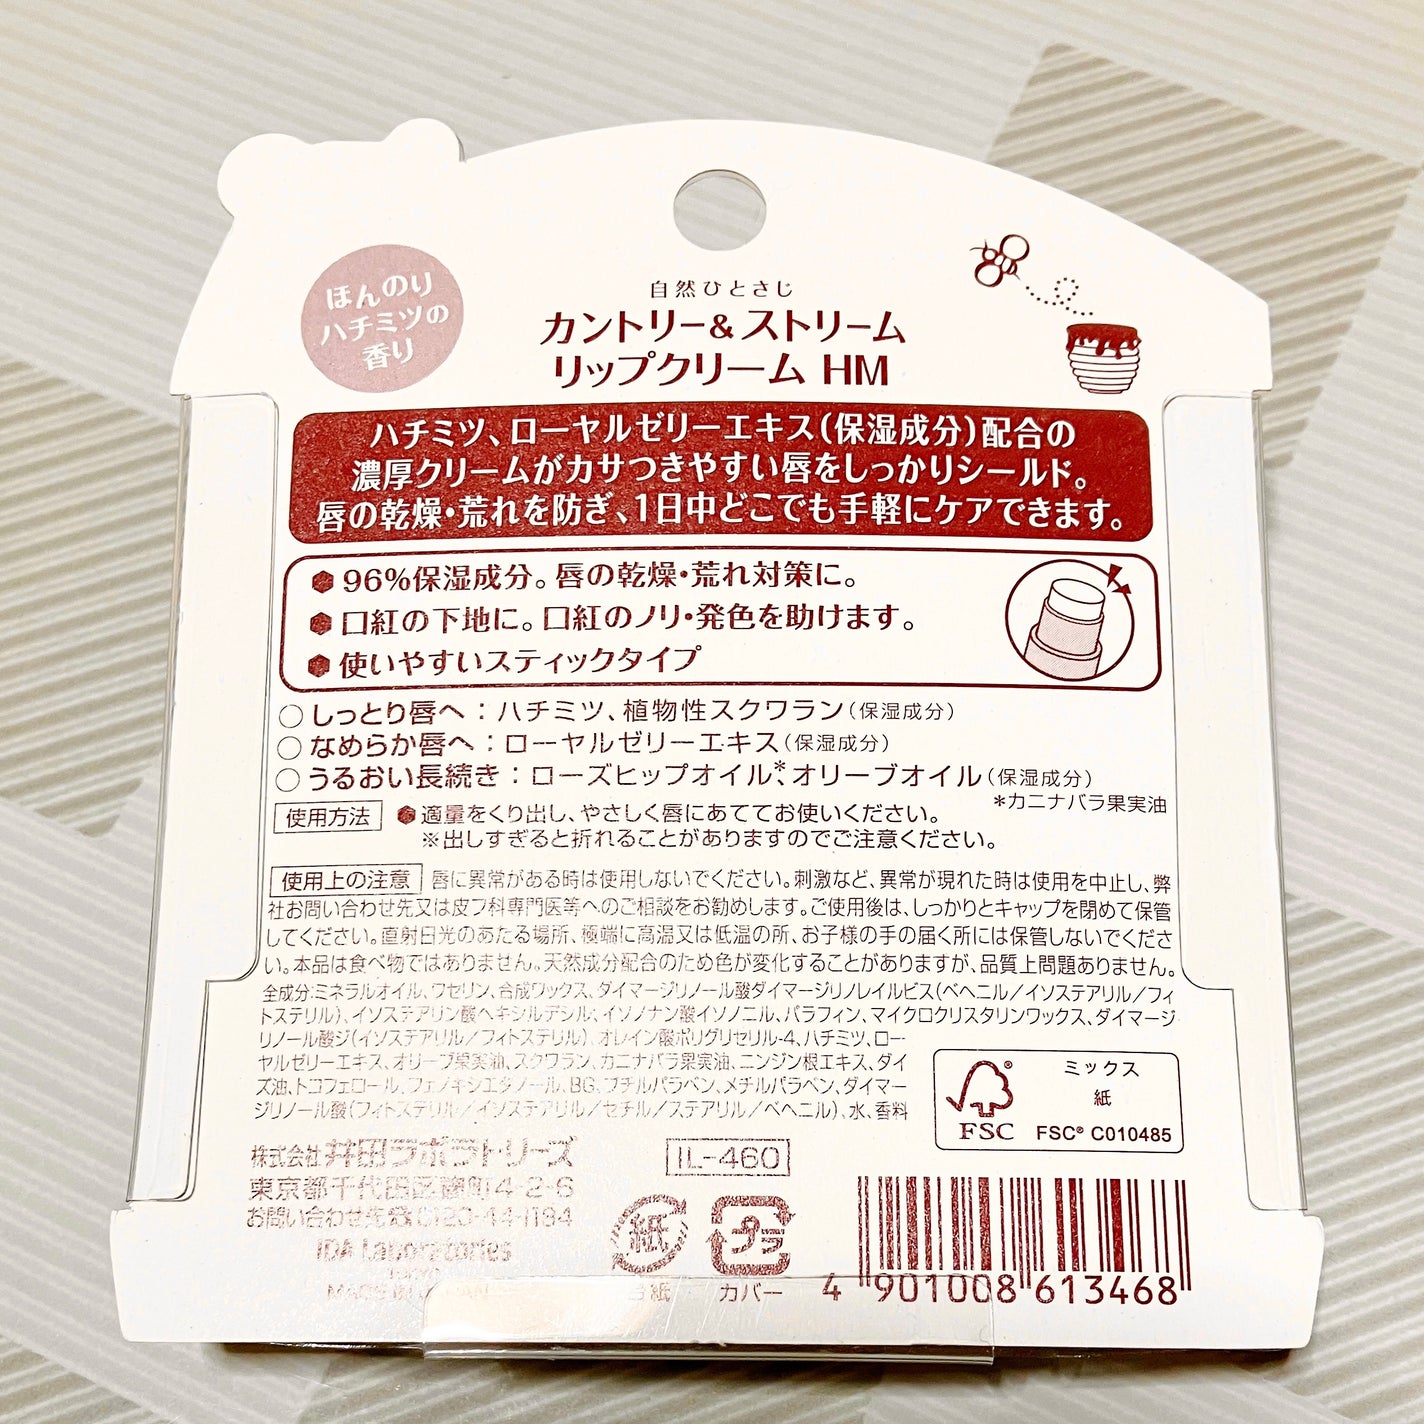 ほんのり
ハチミツの
香り
自然ひとさじ
カントリー&ストリーム
リップクリーム HM
ハチミツ、ローヤルゼリーエキス(保湿成分)配合の
濃厚クリームがカサつきやすい唇をしっかりシールド。
唇の乾燥・荒れを防ぎ、1日中どこでも手軽にケアできます。
96%保湿成分。唇の乾燥・荒れ対策に。
口紅の下地に。口紅のノリ・発色を助けます。
使いやすいスティックタイプ
○しっとり唇へ:ハチミツ、植物性スクワラン(保湿成分)
○なめらか唇へ:ローヤルゼリーエキス(保湿成分)
○うるおい長続き:ローズヒップオイル*、オリーブオイル(保湿成分)
*カニナバラ果実油
使用方法 適量をくり出し、やさしく唇にあててお使いください。
※出しすぎると折れることがありますのでご注意ください。
使用上の注意 唇に異常がある時は使用しないでください。刺激など、異常が現れた時は使用を中止し、弊
社お問い合わせ先又は皮フ科専門医等へのご相談をお勧めします。ご使用後は、しっかりとキャップを閉めて保管
してください。直射日光のあたる場所、極端に高温又は低温の所、お子様の手の届く所には保管しないでくださ
い。本品は食べ物ではありません。天然成分配合のため色が変化することがありますが、品質上問題ありません。
全成分:ミネラルオイル、ワセリン、合成ワックス、ダイマージリノール酸ダイマージリノレイルビス(ベヘニル/イソステアリル/フィ
トステリル)、イソステアリン酸ヘキシルデシル、イソノナン酸イソノニル、パラフィン、マイクロクリスタリンワックス、ダイマージ
リノール酸ジ(イソステアリル/フィトステリル)、オレイン酸ポリグリセリル-4、ハチミツ、ロー
ヤルゼリーエキス、オリーブ果実油、スクワラン、カニナバラ果実油、ニンジン根エキス、ダイ
ズ油、トコフェロール、フェノキシエタノール、BG、ブチルパラベン、メチルパラベン、ダイマー
ジリノール酸(フィトステリル/イソステアリル/セチル/ステアリル/ベヘニル)、水、香料
FSC
ミックス
紙
FSC® C010485
株式会社井田ラボラトリーズ
東京都千代田区麹町4-2-6
お問い合わせ先 0120-44-1184
IDA Laboratories
IL-460
紙
プラ
台紙
カバー
4 901008 613468